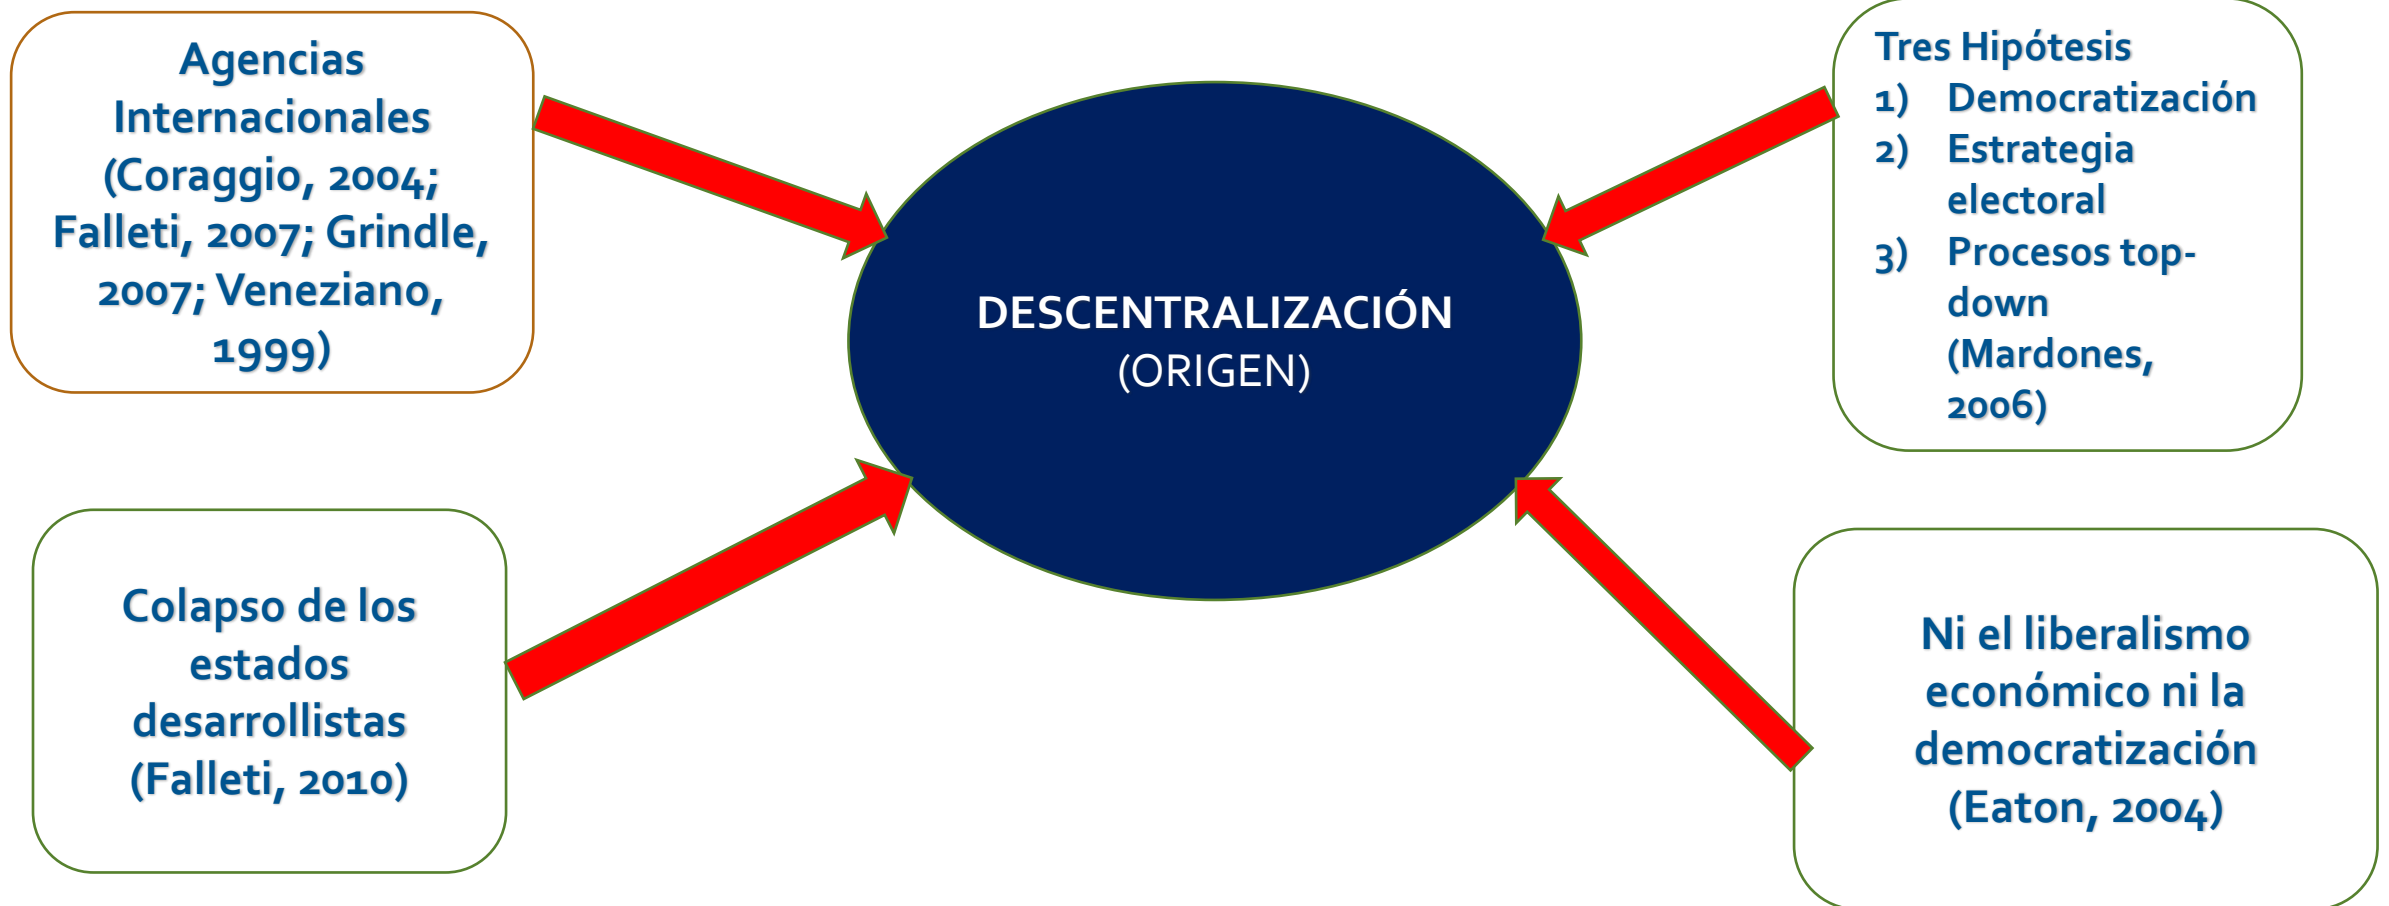 Agencias
Internacionales
(Coraggio, 2004;
Falleti, 2007; Grindle,
2007; Veneziano,
1999)
DESCENTRALIZACIÓN
(ORIGEN)
Tres Hipótesis
1) Democratización
2) Estrategia
electoral
3) Procesos top-
down
(Mardones,
2006)
Colapso de los
estados
desarrollistas
(Falleti, 2010)
Ni el liberalismo
económico ni la
democratización
(Eaton, 2004)